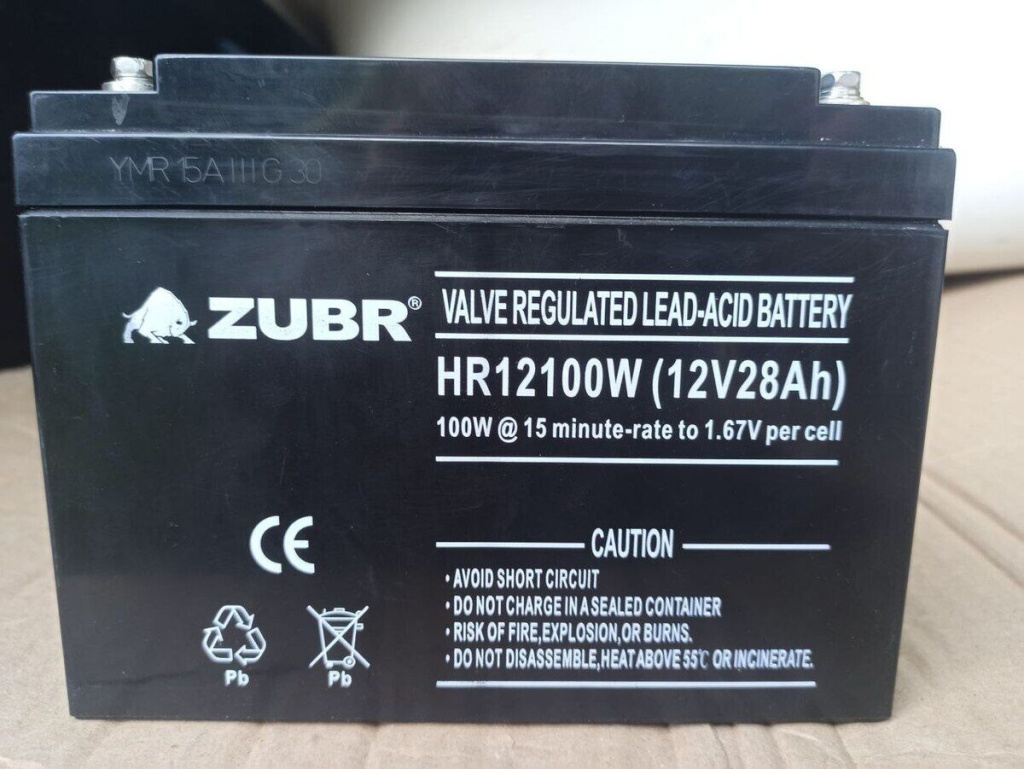 YMR 15A III G 30
ZUBR®
VALVE REGULATED LEAD-ACID BATTERY
HR12100W (12V28Ah)
100W @ 15 minute-rate to 1.67V per cell
CE
CAUTION
• AVOID SHORT CIRCUIT
• DO NOT CHARGE IN A SEALED CONTAINER
• RISK OF FIRE,EXPLOSION,OR BURNS.
• DO NOT DISASSEMBLE,HEAT ABOVE 55℃ OR INCINERATE.
Pb
Pb